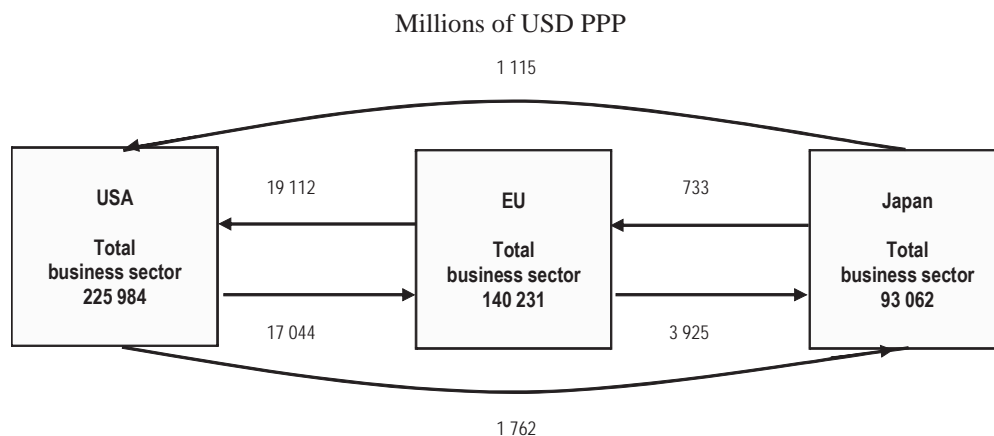 Millions of USD PPP
1 115
USA
Total
business sector
225 984
19 112
17 044
EU
Total
business sector
140 231
733
3 925
Japan
Total
business sector
93 062
1 762